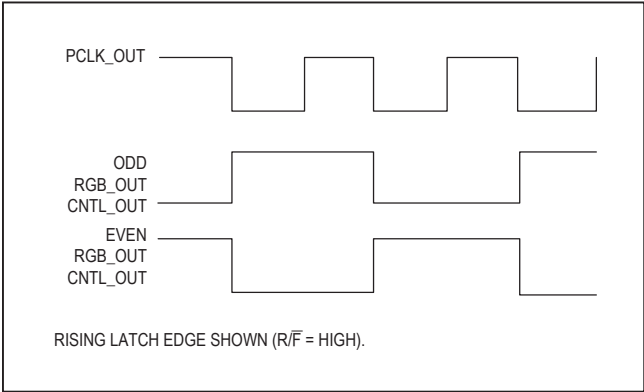 PCLK_OUT
ODD
RGB_OUT
CNTL_OUT
EVEN
RGB_OUT
CNTL_OUT
RISING LATCH EDGE SHOWN (R/F̅ = HIGH).